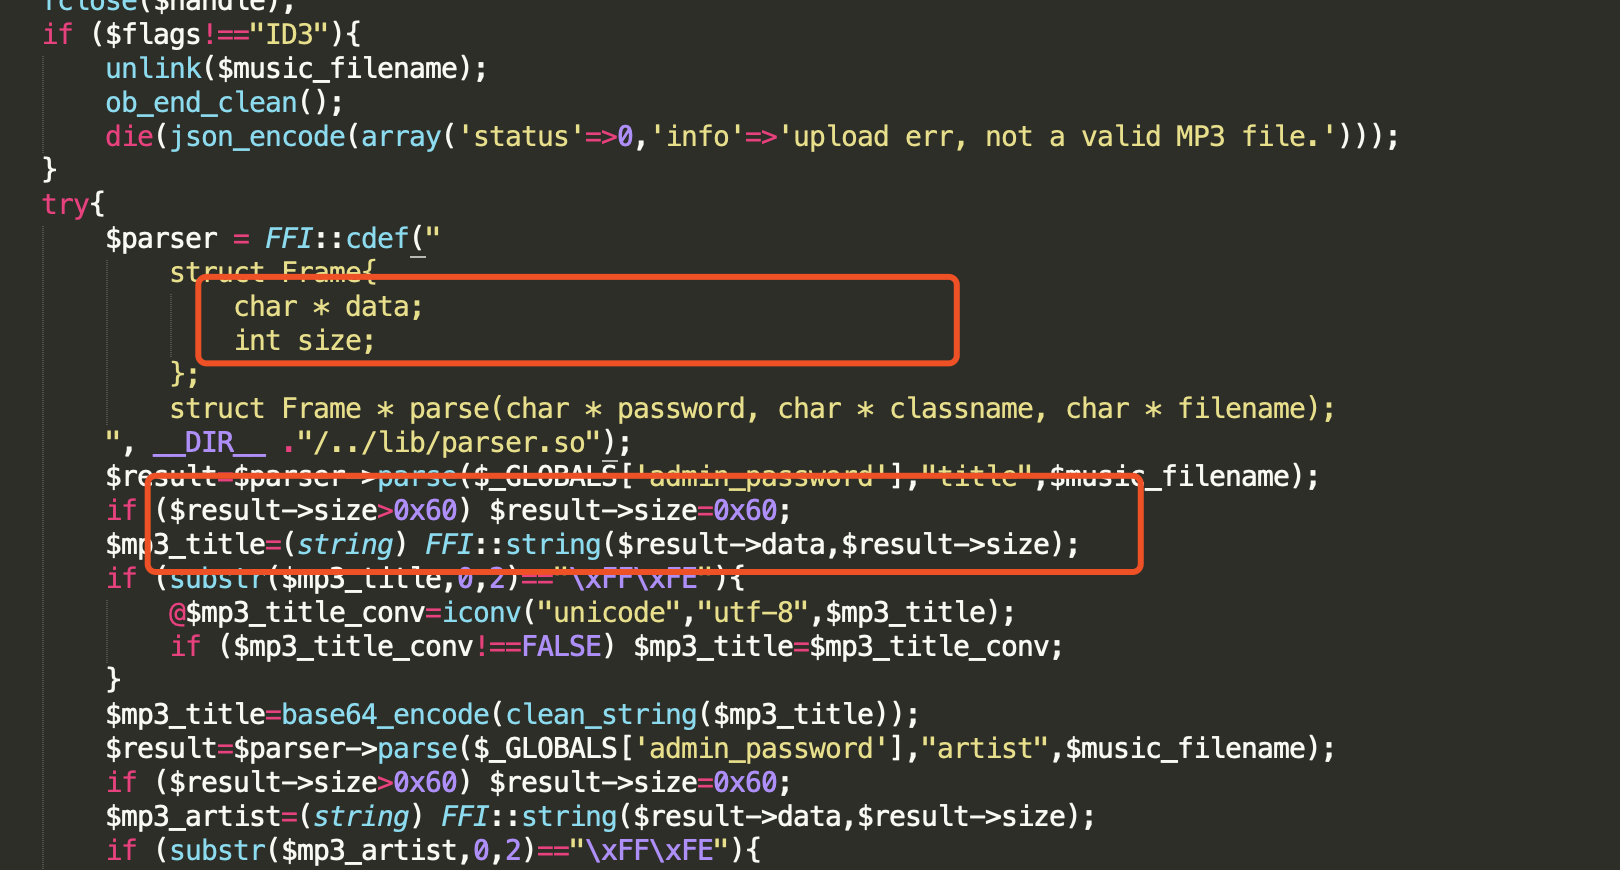 fclose($handle);
if ($flags!=="ID3"){
    unlink($music_filename);
    ob_end_clean();
    die(json_encode(array('status'=>0,'info'=>'upload err, not a valid MP3 file.')));
}
try{
    $parser = FFI::cdef("
        struct Frame{
            char * data;
            int size;
        };
        struct Frame * parse(char * password, char * classname, char * filename);
    ", __DIR__ ."/../lib/parser.so");
    $result=$parser->parse($_GLOBALS['admin_password'],"title",$music_filename);
    if ($result->size>0x60) $result->size=0x60;
    $mp3_title=(string) FFI::string($result->data,$result->size);
    if (substr($mp3_title,0,2)=="\xFF\xFE"){
        @$mp3_title_conv=iconv("unicode","utf-8",$mp3_title);
        if ($mp3_title_conv!==FALSE) $mp3_title=$mp3_title_conv;
    }
    $mp3_title=base64_encode(clean_string($mp3_title));
    $result=$parser->parse($_GLOBALS['admin_password'],"artist",$music_filename);
    if ($result->size>0x60) $result->size=0x60;
    $mp3_artist=(string) FFI::string($result->data,$result->size);
    if (substr($mp3_artist,0,2)=="\xFF\xFE"){